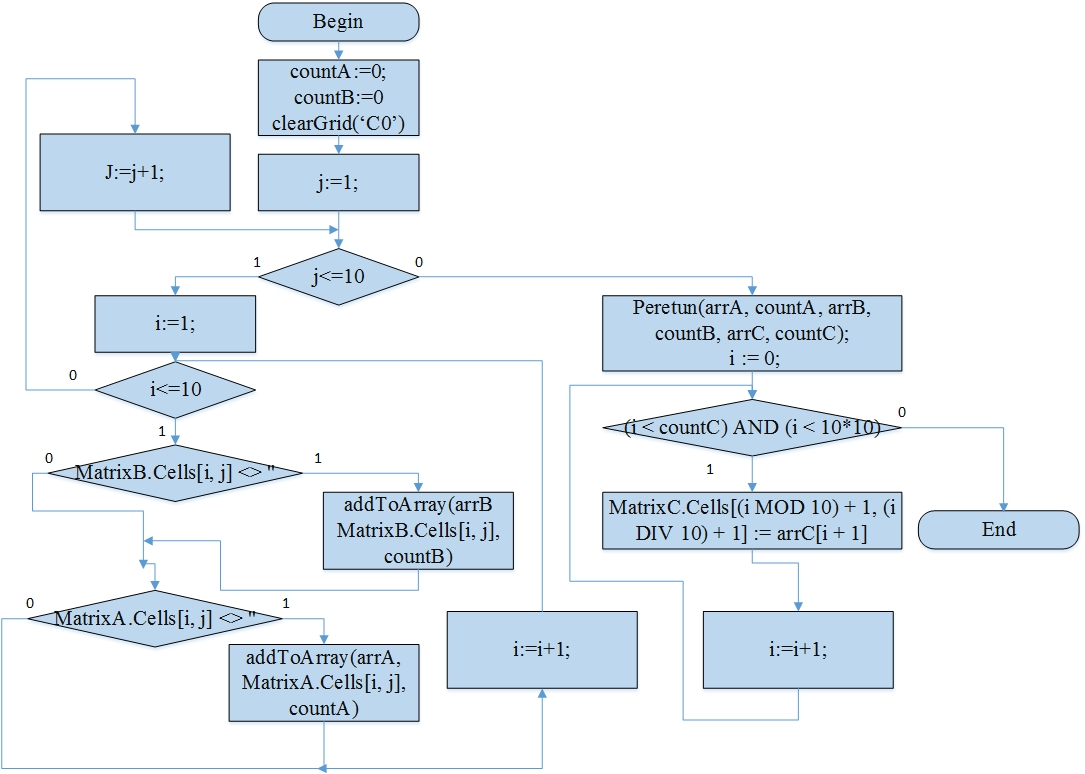 Begin
countA:=0;
countB:=0
clearGrid(‘C0’)
J:=j+1;
j:=1;
1
j<=10
0
i:=1;
Peretun(arrA, countA, arrB,
countB, arrC, countC);
i := 0;
0
i<=10
1
(i < countC) AND (i < 10*10)
0
1
0
MatrixB.Cells[i, j] <> "
1
addToArray(arrB
MatrixB.Cells[i, j],
countB)
MatrixC.Cells[(i MOD 10) + 1, (i
DIV 10) + 1] := arrC[i + 1]
End
0
MatrixA.Cells[i, j] <> "
1
addToArray(arrA,
MatrixA.Cells[i, j],
countA)
i:=i+1;
i:=i+1;